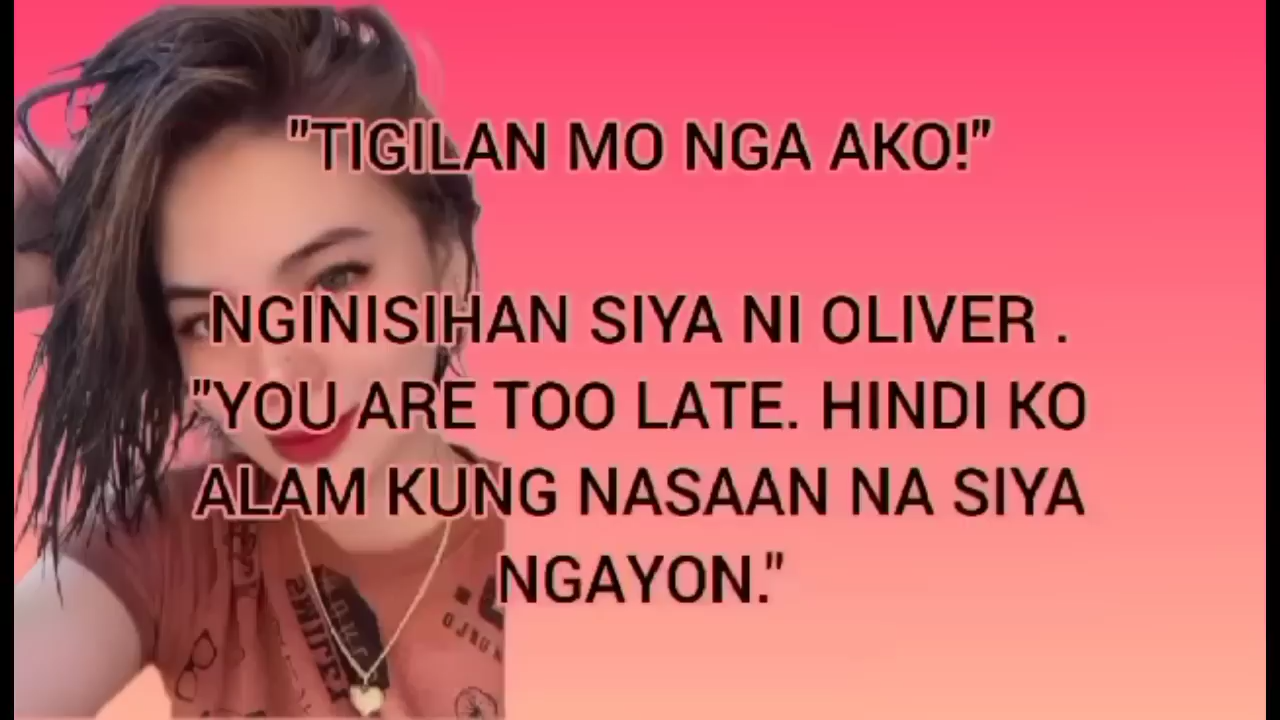 "TIGILAN MO NGA AKO!"
NGINISIHAN SIYA NI OLIVER .
"YOU ARE TOO LATE. HINDI KO
ALAM KUNG NASAAN NA SIYA
NGAYON."